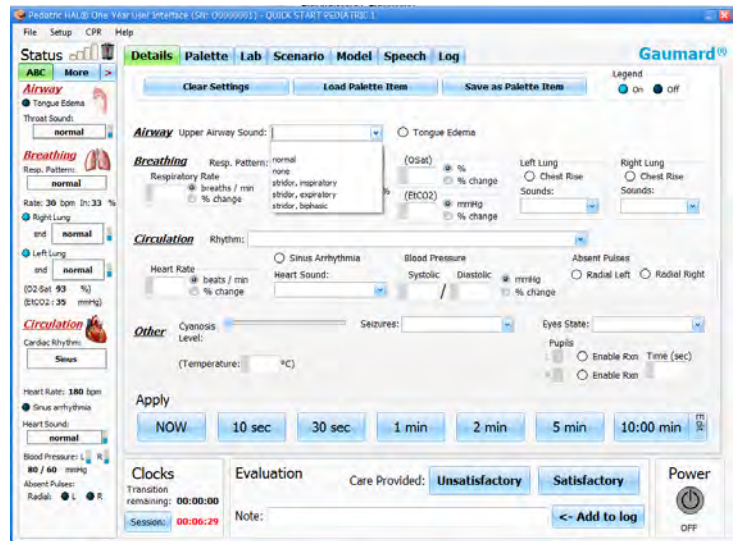 Pediatric HAL® One Year User Interface (SN: O0000001) - QUICK START PEDIATRIC 1
File Setup CPR Help
Status
ABC More >
Airway
Tongue Edema
Throat Sound:
normal
Breathing
Resp. Pattern:
normal
Rate: 30 bpm In: 33 %
Right Lung
snd normal
Left Lung
snd normal
(O2-Sat 93 %)
(EtCO2 : 35 mmHg)
Circulation
Cardiac Rhythm:
Sinus
Heart Rate: 180 bpm
Sinus arrhythmia
Heart Sound:
normal
Blood Pressure: L R
80 / 60 mmHg
Absent Pulses:
Radial: L R
Details Palette Lab Scenario Model Speech Log
Gaumard®
Clear Settings Load Palette Item Save as Palette Item
Legend
On Off
Airway Upper Airway Sound: Tongue Edema
normal
none
stridor, inspiratory
stridor, expiratory
stridor, biphasic
Breathing Resp. Pattern:
Respiratory Rate
breaths / min
% change
%
(OSat)
%
% change
(EtCO2)
mmHg
% change
Left Lung
Chest Rise
Sounds:
Right Lung
Chest Rise
Sounds:
Circulation Rhythm:
Heart Rate
beats / min
% change
Sinus Arrhythmia
Heart Sound:
Blood Pressure
Systolic Diastolic
/
mmHg
% change
Absent Pulses
Radial Left Radial Right
Other Cyanosis Level:
Seizures:
Eyes State:
(Temperature: °C)
Pupils
L Enable Rxn Time (sec)
R Enable Rxn
Apply
NOW 10 sec 30 sec 1 min 2 min 5 min 10:00 min Edit
Clocks
Transition
remaining: 00:00:00
Session: 00:06:29
Evaluation
Care Provided: Unsatisfactory Satisfactory
Note: <- Add to log
Power
OFF